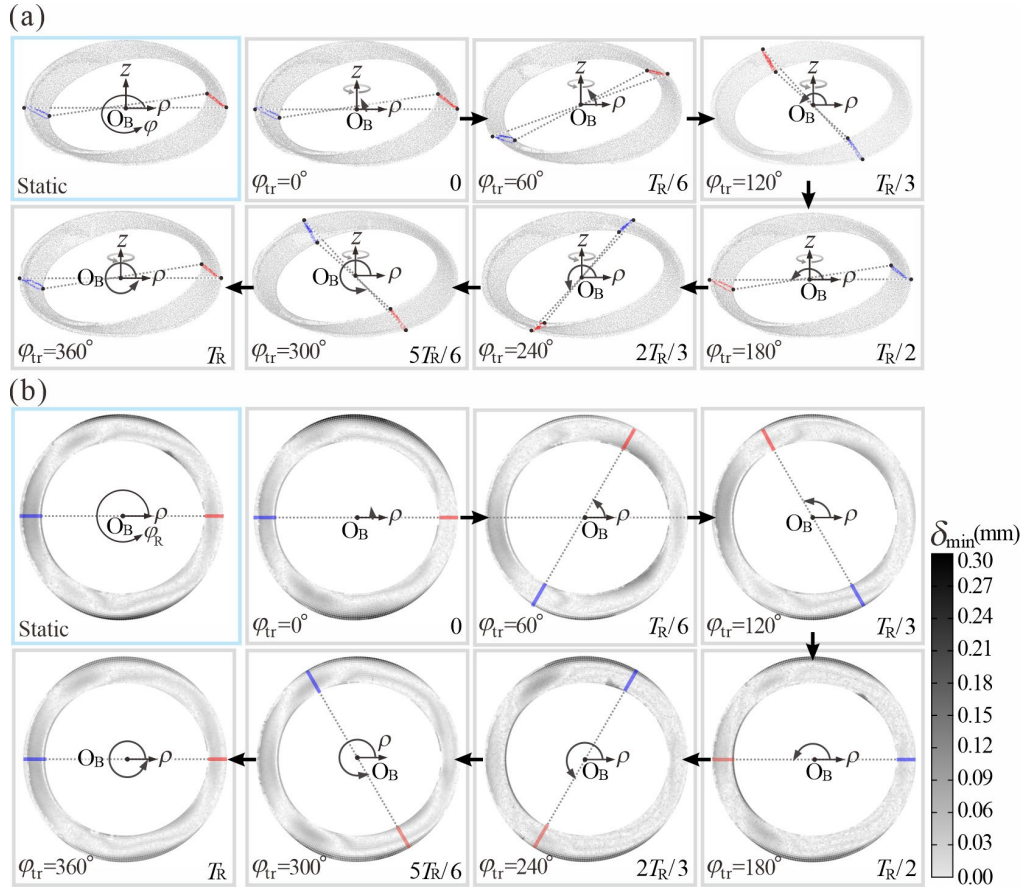 (a)
z
ρ
O_B
φ
Static
z
ρ
O_B
φ_tr=0° 0
z
ρ
O_B
φ_tr=60° T_R/6
z
ρ
O_B
φ_tr=120° T_R/3
z
O_B ρ
φ_tr=360° T_R
z
O_B ρ
φ_tr=300° 5T_R/6
z
ρ
O_B
φ_tr=240° 2T_R/3
z
ρ
O_B
φ_tr=180° T_R/2
(b)
ρ
O_B φ_R
Static
ρ
O_B
φ_tr=0° 0
ρ
O_B
φ_tr=60° T_R/6
ρ
O_B
φ_tr=120° T_R/3
O_B ρ
φ_tr=360° T_R
ρ
O_B
φ_tr=300° 5T_R/6
ρ
O_B
φ_tr=240° 2T_R/3
ρ
O_B
φ_tr=180° T_R/2
δ_min(mm)
0.30
0.27
0.24
0.21
0.18
0.15
0.12
0.09
0.06
0.03
0.00